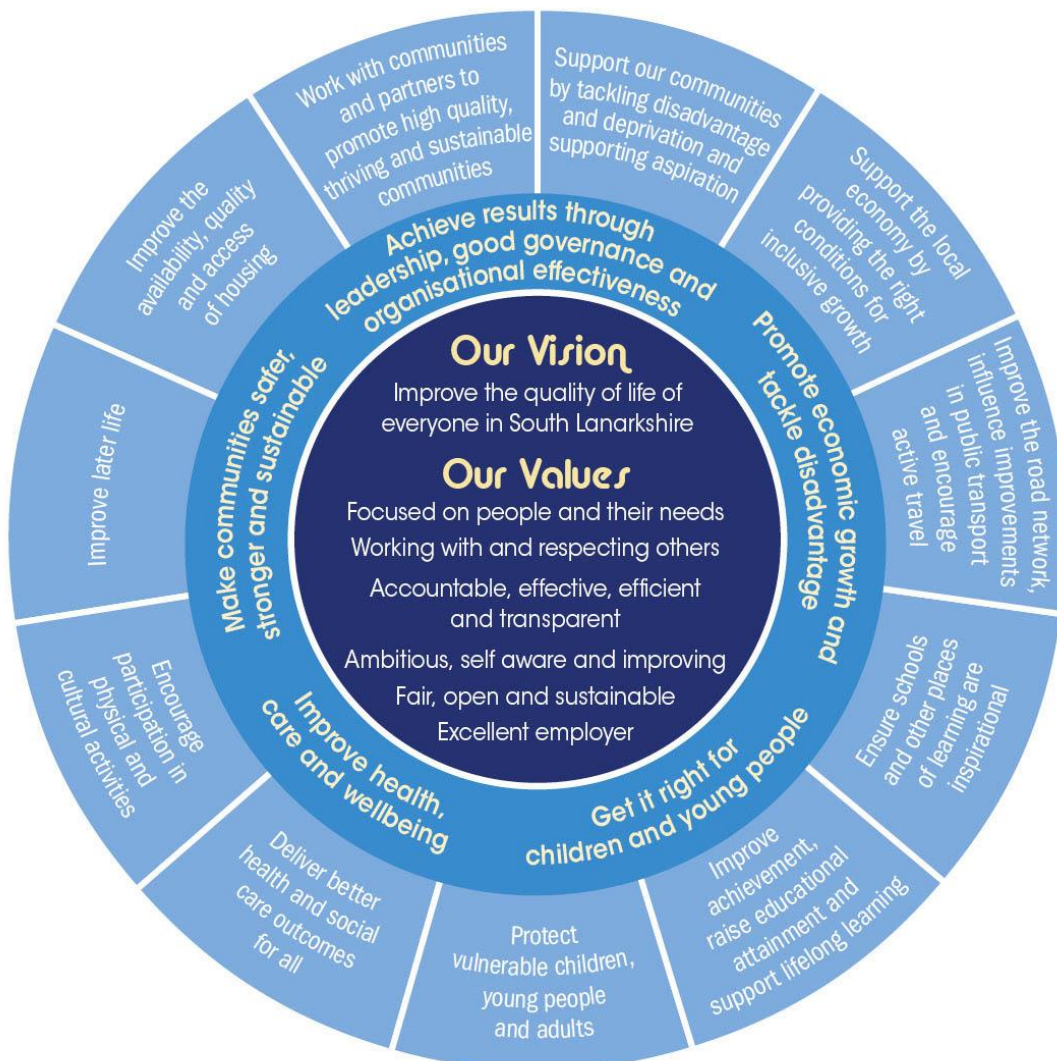 Our Vision
Improve the quality of life of
everyone in South Lanarkshire
Our Values
Focused on people and their needs
Working with and respecting others
Accountable, effective, efficient
and transparent
Ambitious, self aware and improving
Fair, open and sustainable
Excellent employer
Achieve results through
leadership, good governance and
organisational effectiveness
Promote economic growth and
tackle disadvantage
Get it right for
children and young people
Improve health,
care and wellbeing
Make communities safer,
stronger and sustainable
Support our communities
by tackling disadvantage
and deprivation and
supporting aspiration
Support the local
economy by
providing the right
conditions for
inclusive growth
Improve the road network,
influence improvements
in public transport
and encourage
active travel
Ensure schools
and other places
of learning are
inspirational
Improve
achievement,
raise educational
attainment and
support lifelong learning
Protect
vulnerable children,
young people
and adults
Deliver better
health and social
care outcomes
for all
Encourage
participation in
physical and
cultural activities
Improve later life
Improve the
availability, quality
and access
of housing
Work with communities
and partners to
promote high quality,
thriving and sustainable
communities